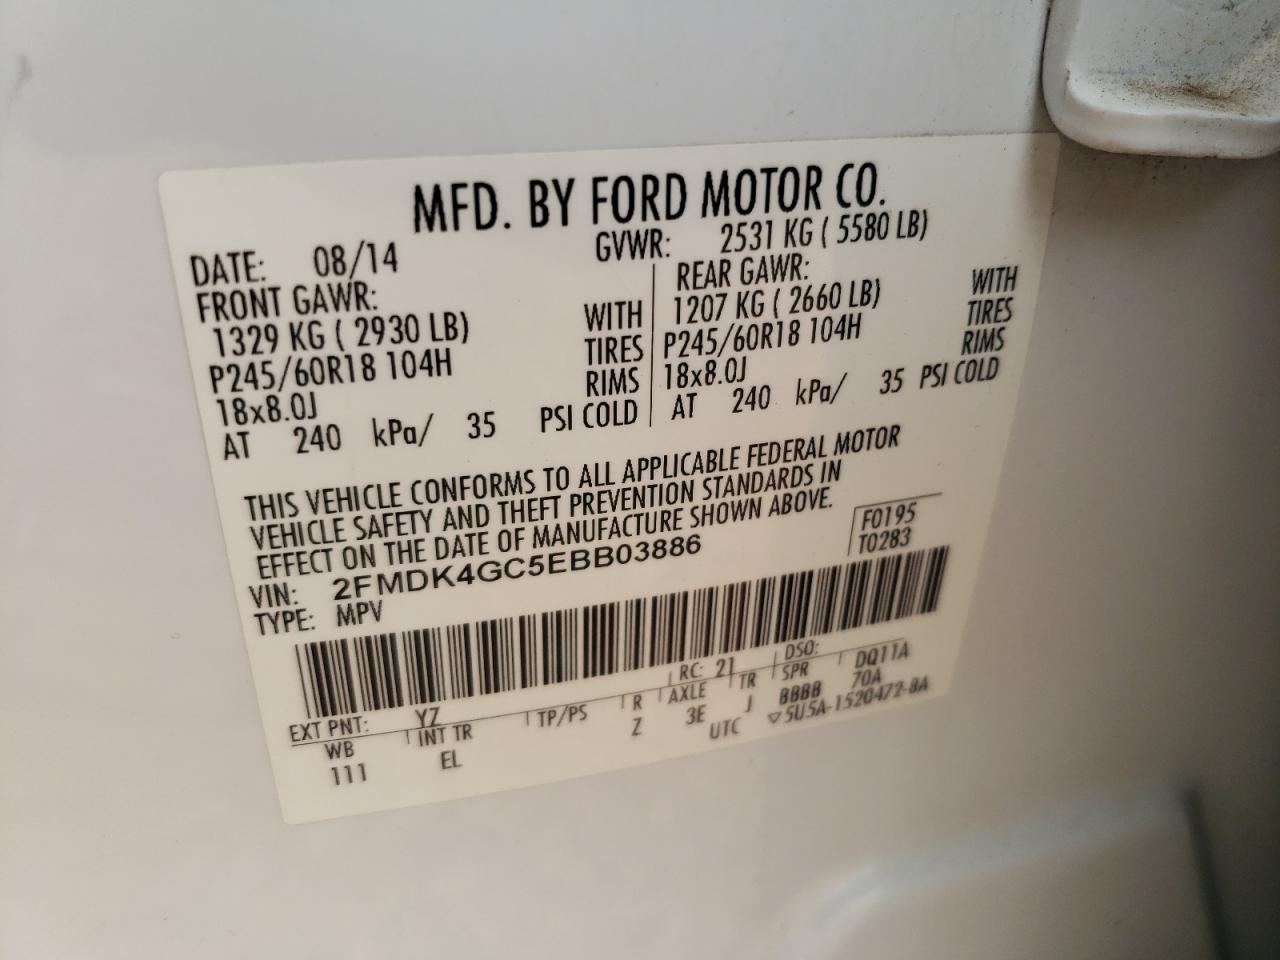 MFD. BY FORD MOTOR CO.
DATE: 08/14 GVWR: 2531 KG ( 5580 LB)
FRONT GAWR: REAR GAWR:
1329 KG ( 2930 LB) WITH 1207 KG ( 2660 LB) WITH
P245/60R18 104H TIRES P245/60R18 104H TIRES
18x8.0J RIMS 18x8.0J RIMS
AT 240 kPa/ 35 PSI COLD AT 240 kPa/ 35 PSI COLD
THIS VEHICLE CONFORMS TO ALL APPLICABLE FEDERAL MOTOR
VEHICLE SAFETY AND THEFT PREVENTION STANDARDS IN
EFFECT ON THE DATE OF MANUFACTURE SHOWN ABOVE.
VIN: 2FMDK4GC5EBB03886 F0195
TYPE: MPV T0283
EXT PNT: YZ RC: 21 DSO:
WB INT TR TP/PS R AXLE TR SPR DQ11A
111 EL Z 3E J BBBB 70A
UTC ▽5U5A-1520472-BA